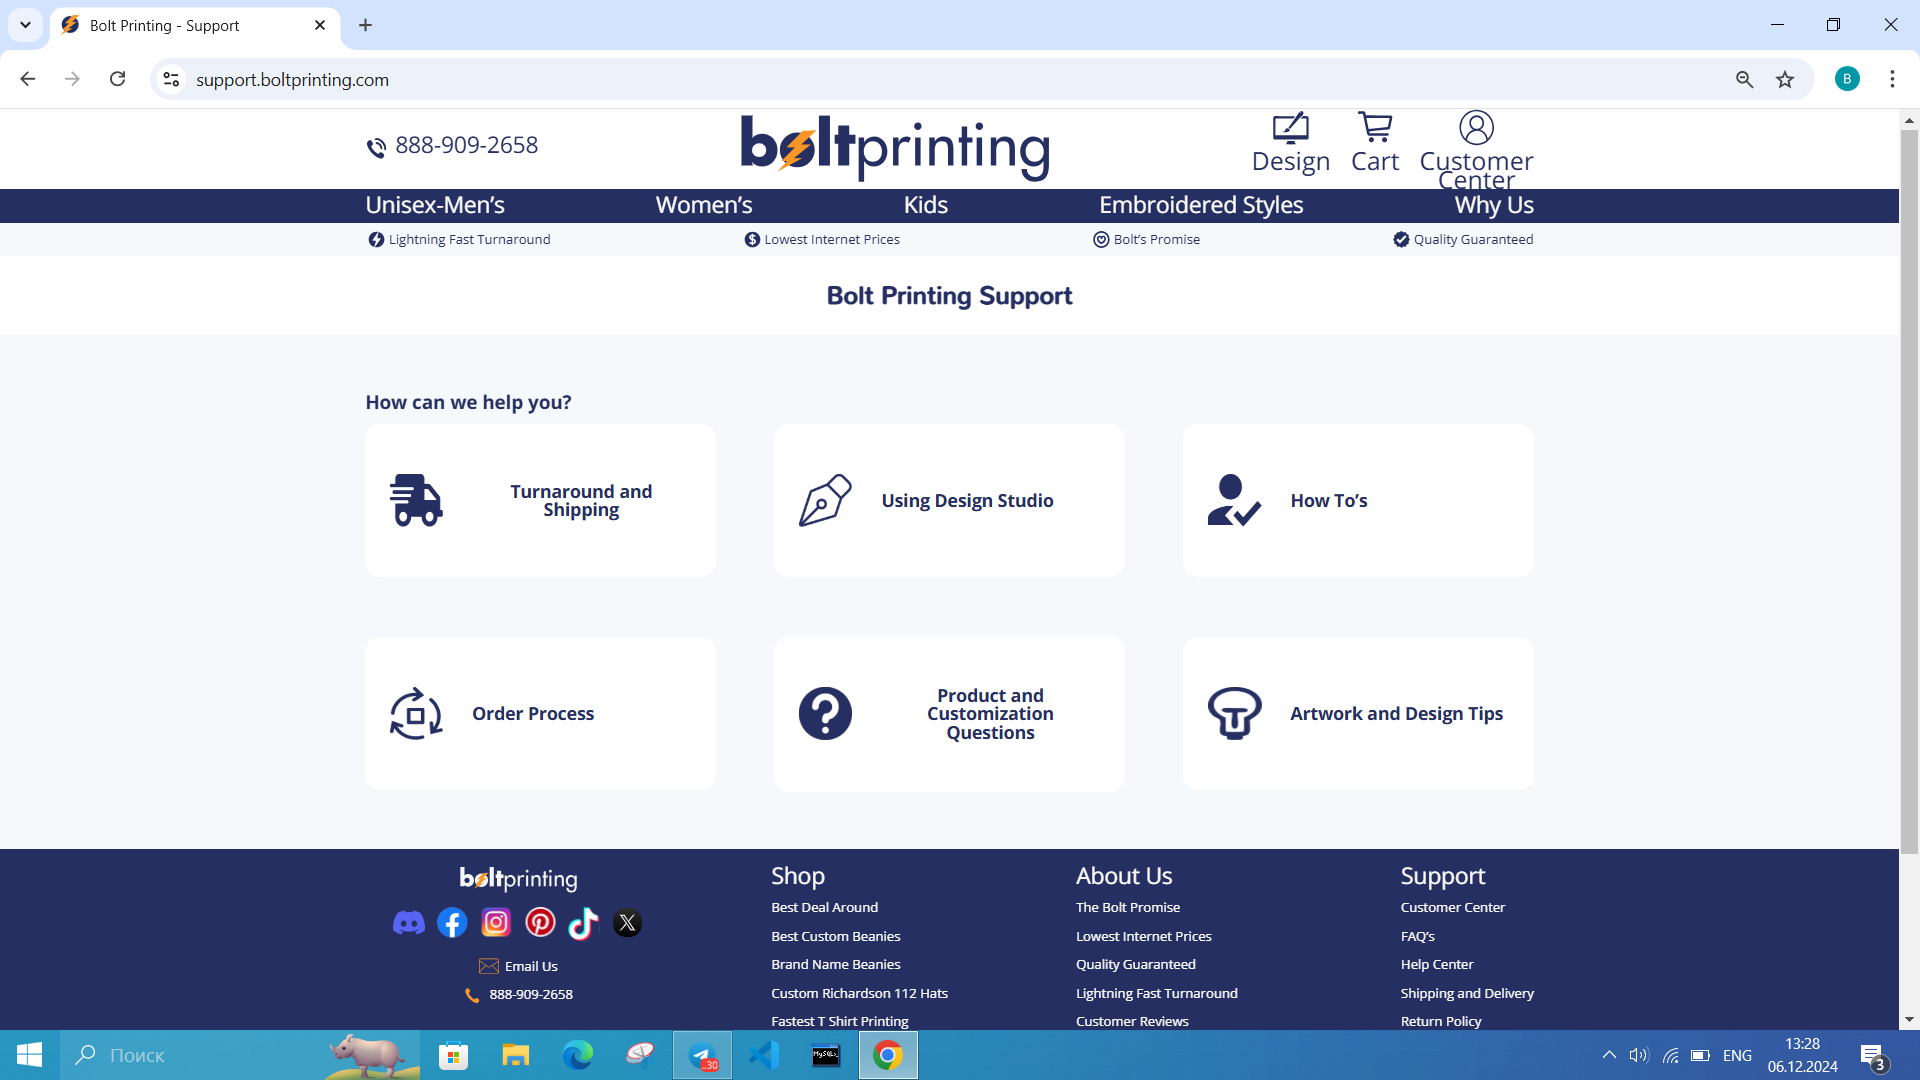 Bolt Printing - Support
support.boltprinting.com
B
888-909-2658
boltprinting
Design
Cart
Customer
Center
Unisex-Men’s
Women’s
Kids
Embroidered Styles
Why Us
Lightning Fast Turnaround
Lowest Internet Prices
Bolt’s Promise
Quality Guaranteed
Bolt Printing Support
How can we help you?
Turnaround and
Shipping
Using Design Studio
How To’s
Order Process
Product and
Customization
Questions
Artwork and Design Tips
boltprinting
Email Us
888-909-2658
Shop
Best Deal Around
Best Custom Beanies
Brand Name Beanies
Custom Richardson 112 Hats
Fastest T Shirt Printing
About Us
The Bolt Promise
Lowest Internet Prices
Quality Guaranteed
Lightning Fast Turnaround
Customer Reviews
Support
Customer Center
FAQ’s
Help Center
Shipping and Delivery
Return Policy
Поиск
..30
MySQL
ENG
13:28
06.12.2024
3